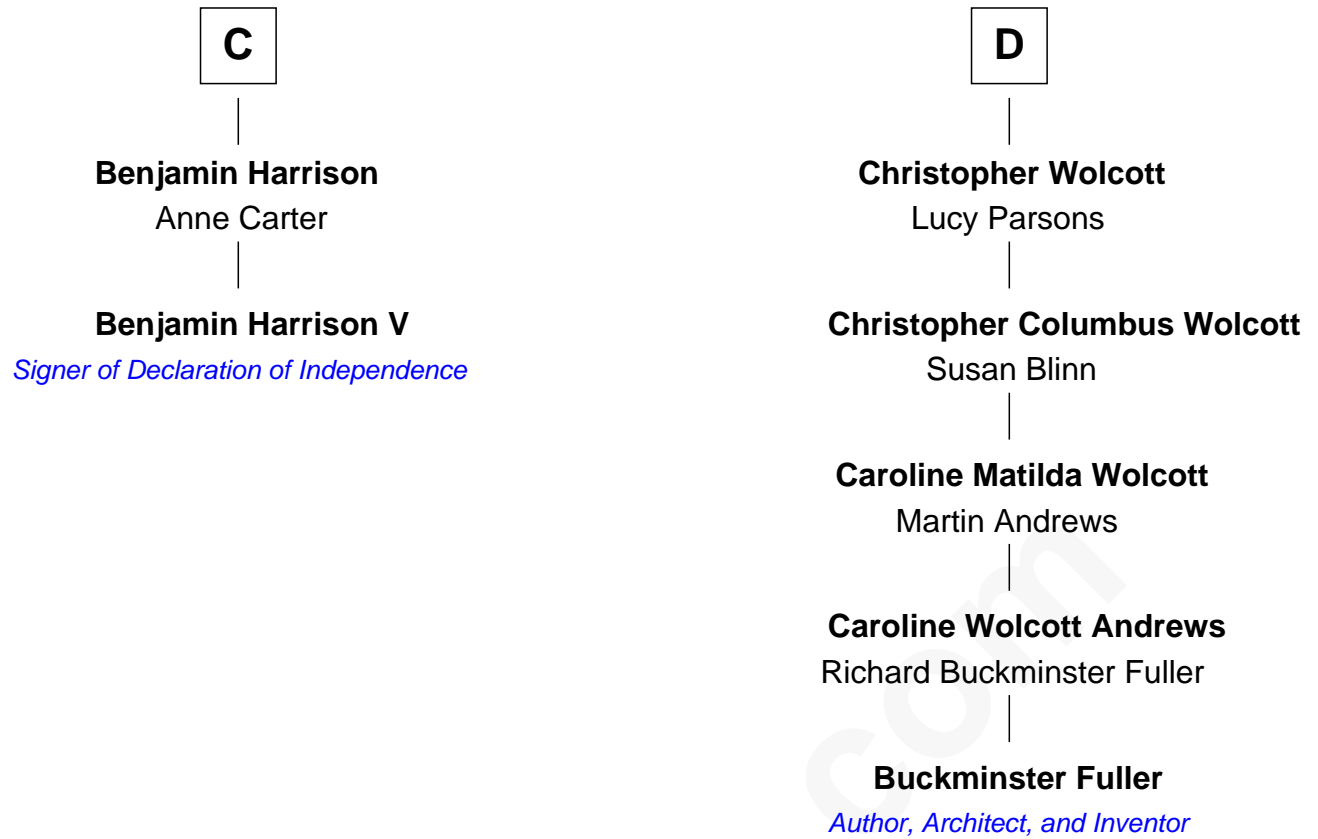 C
Benjamin Harrison
Anne Carter
Benjamin Harrison V
Signer of Declaration of Independence
D
Christopher Wolcott
Lucy Parsons
Christopher Columbus Wolcott
Susan Blinn
Caroline Matilda Wolcott
Martin Andrews
Caroline Wolcott Andrews
Richard Buckminster Fuller
Buckminster Fuller
Author, Architect, and Inventor
com